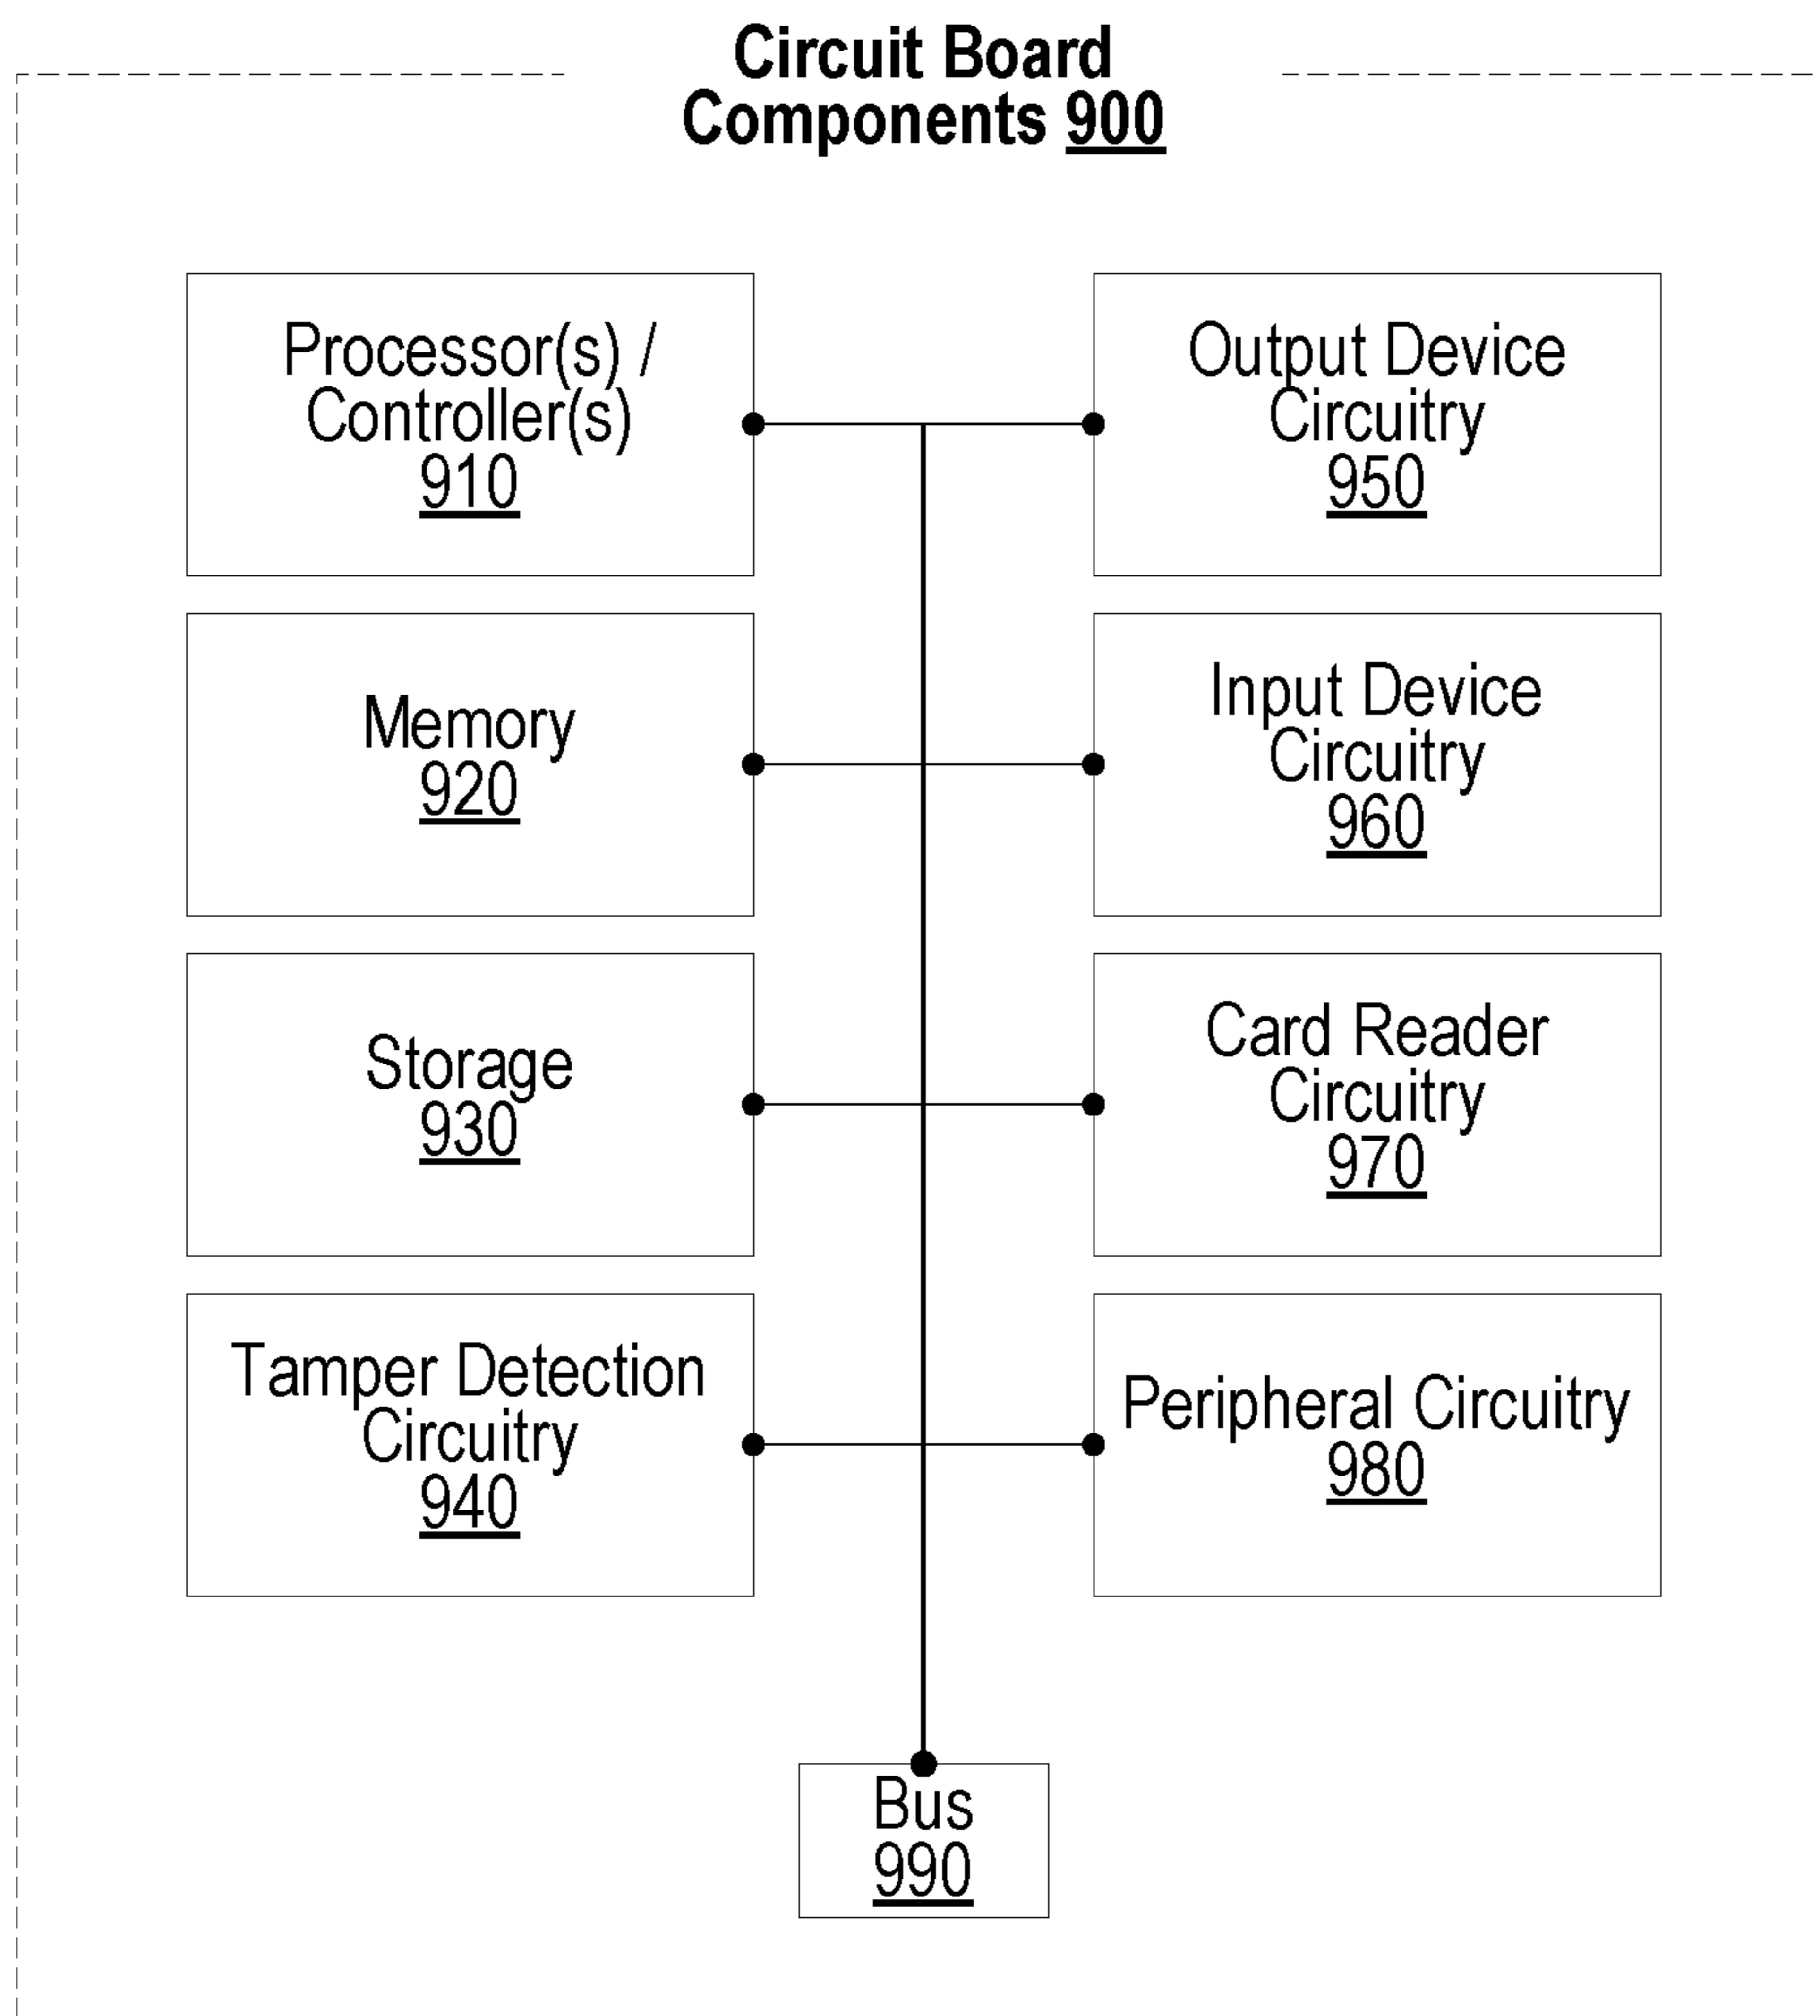 Circuit Board
Components 900
Processor(s) /
Controller(s)
910
Output Device
Circuitry
950
Memory
920
Input Device
Circuitry
960
Storage
930
Card Reader
Circuitry
970
Tamper Detection
Circuitry
940
Peripheral Circuitry
980
Bus
990